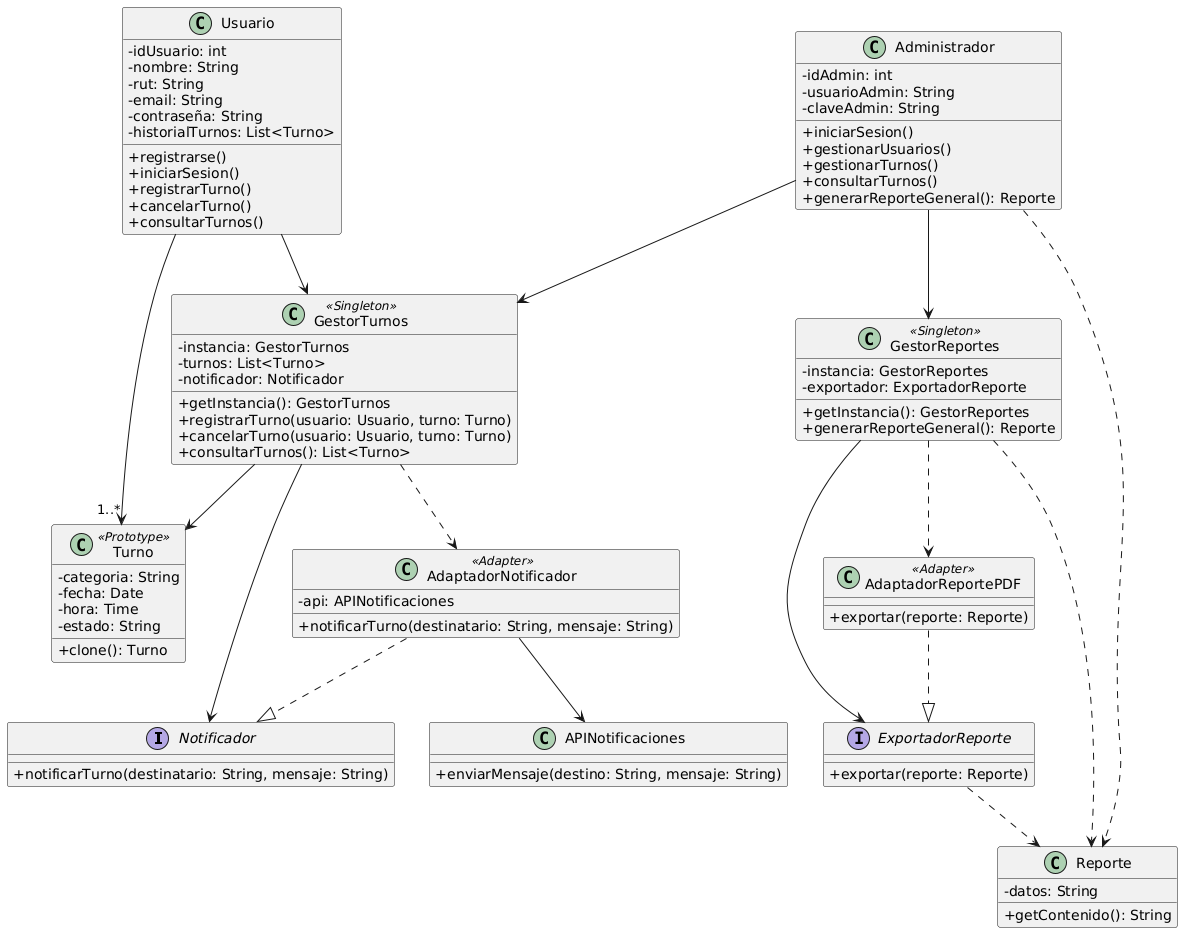 C Usuario
-idUsuario: int
-nombre: String
-rut: String
-email: String
-contraseña: String
-historialTurnos: List<Turno>
+registrarse()
+iniciarSesion()
+registrarTurno()
+cancelarTurno()
+consultarTurnos()
C Administrador
-idAdmin: int
-usuarioAdmin: String
-claveAdmin: String
+iniciarSesion()
+gestionarUsuarios()
+gestionarTurnos()
+consultarTurnos()
+generarReporteGeneral(): Reporte
C «Singleton»
GestorTurnos
-instancia: GestorTurnos
-turnos: List<Turno>
-notificador: Notificador
+getInstancia(): GestorTurnos
+registrarTurno(usuario: Usuario, turno: Turno)
+cancelarTurno(usuario: Usuario, turno: Turno)
+consultarTurnos(): List<Turno>
C «Singleton»
GestorReportes
-instancia: GestorReportes
-exportador: ExportadorReporte
+getInstancia(): GestorReportes
+generarReporteGeneral(): Reporte
1..*
C «Prototype»
Turno
-categoria: String
-fecha: Date
-hora: Time
-estado: String
+clone(): Turno
C «Adapter»
AdaptadorNotificador
-api: APINotificaciones
+notificarTurno(destinatario: String, mensaje: String)
C «Adapter»
AdaptadorReportePDF
+exportar(reporte: Reporte)
I Notificador
+notificarTurno(destinatario: String, mensaje: String)
C APINotificaciones
+enviarMensaje(destino: String, mensaje: String)
I ExportadorReporte
+exportar(reporte: Reporte)
C Reporte
-datos: String
+getContenido(): String